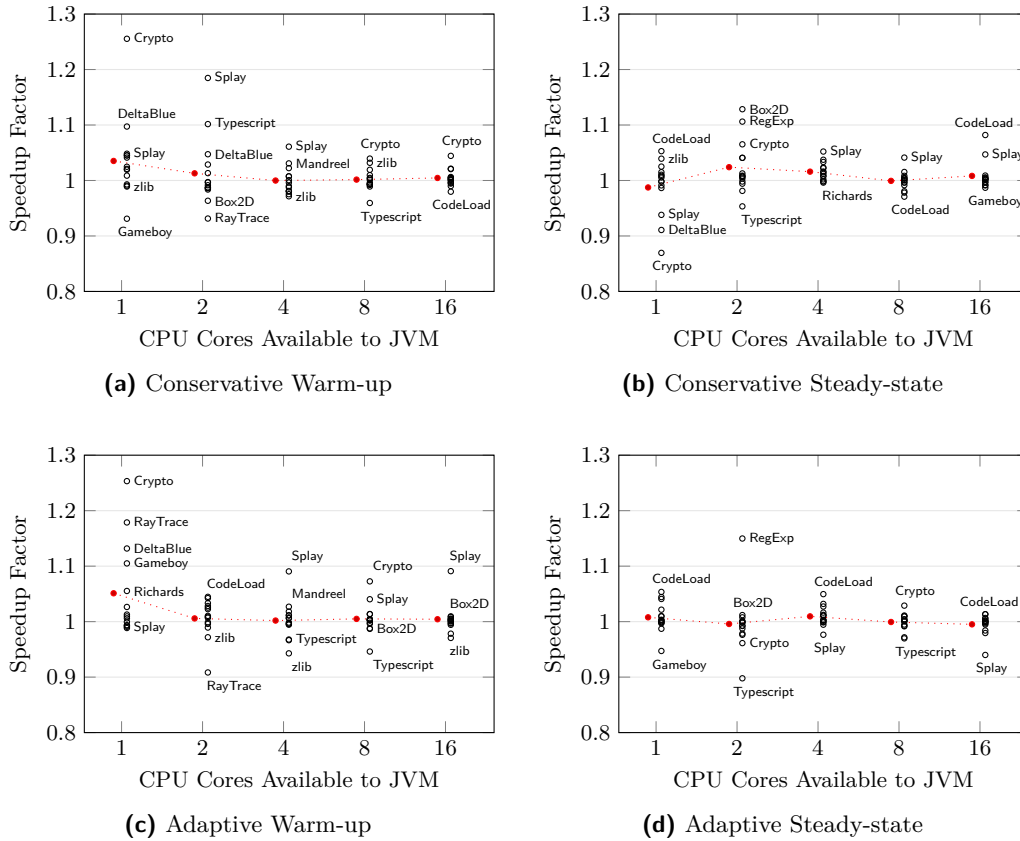 1.3
1.2
1.1
1
0.9
0.8
Speedup Factor
Crypto
DeltaBlue
Splay
zlib
Gameboy
Splay
Typescript
DeltaBlue
Box2D
RayTrace
Splay
Mandreel
zlib
Crypto
zlib
Typescript
Crypto
CodeLoad
1 2 4 8 16
CPU Cores Available to JVM
(a) Conservative Warm-up
1.3
1.2
1.1
1
0.9
0.8
Speedup Factor
CodeLoad
zlib
Splay
DeltaBlue
Crypto
Box2D
RegExp
Crypto
Typescript
Splay
Richards
Splay
CodeLoad
CodeLoad
Splay
Gameboy
1 2 4 8 16
CPU Cores Available to JVM
(b) Conservative Steady-state
1.3
1.2
1.1
1
0.9
0.8
Speedup Factor
Crypto
RayTrace
DeltaBlue
Gameboy
Richards
Splay
CodeLoad
zlib
RayTrace
Splay
Mandreel
Typescript
zlib
Crypto
Splay
Box2D
Typescript
Splay
Box2D
zlib
1 2 4 8 16
CPU Cores Available to JVM
(c) Adaptive Warm-up
1.3
1.2
1.1
1
0.9
0.8
Speedup Factor
CodeLoad
Gameboy
RegExp
Box2D
Crypto
Typescript
CodeLoad
Splay
Crypto
Typescript
CodeLoad
Splay
1 2 4 8 16
CPU Cores Available to JVM
(d) Adaptive Steady-state